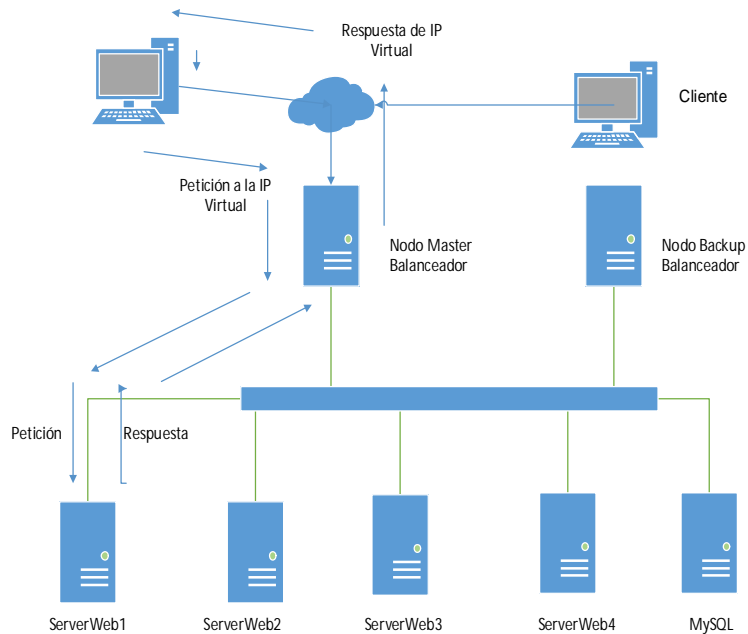 Respuesta de IP
Virtual
Cliente
Petición a la IP
Virtual
Nodo Master
Balanceador
Nodo Backup
Balanceador
Petición
Respuesta
ServerWeb1
ServerWeb2
ServerWeb3
ServerWeb4
MySQL